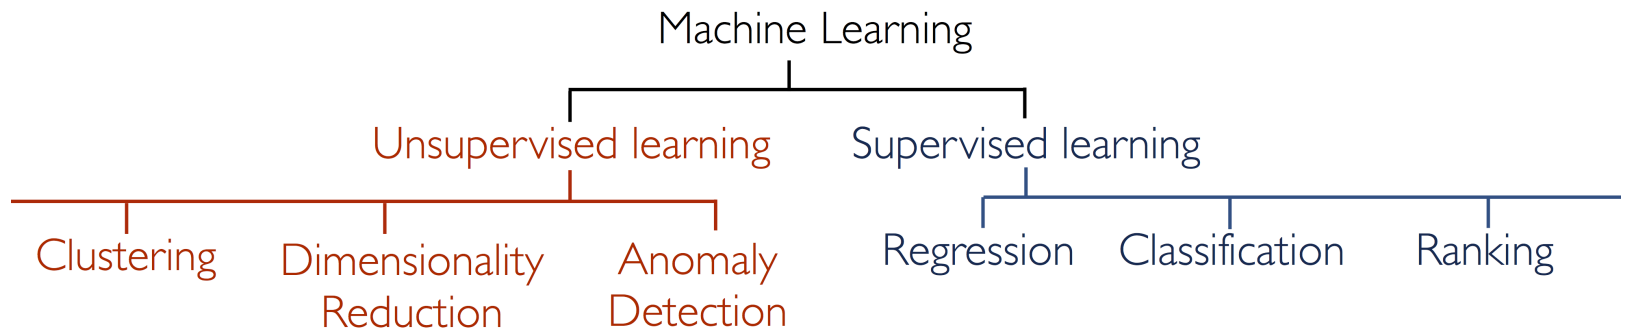 Machine Learning
Unsupervised learning
Supervised learning
Clustering
Dimensionality
Reduction
Anomaly
Detection
Regression
Classification
Ranking